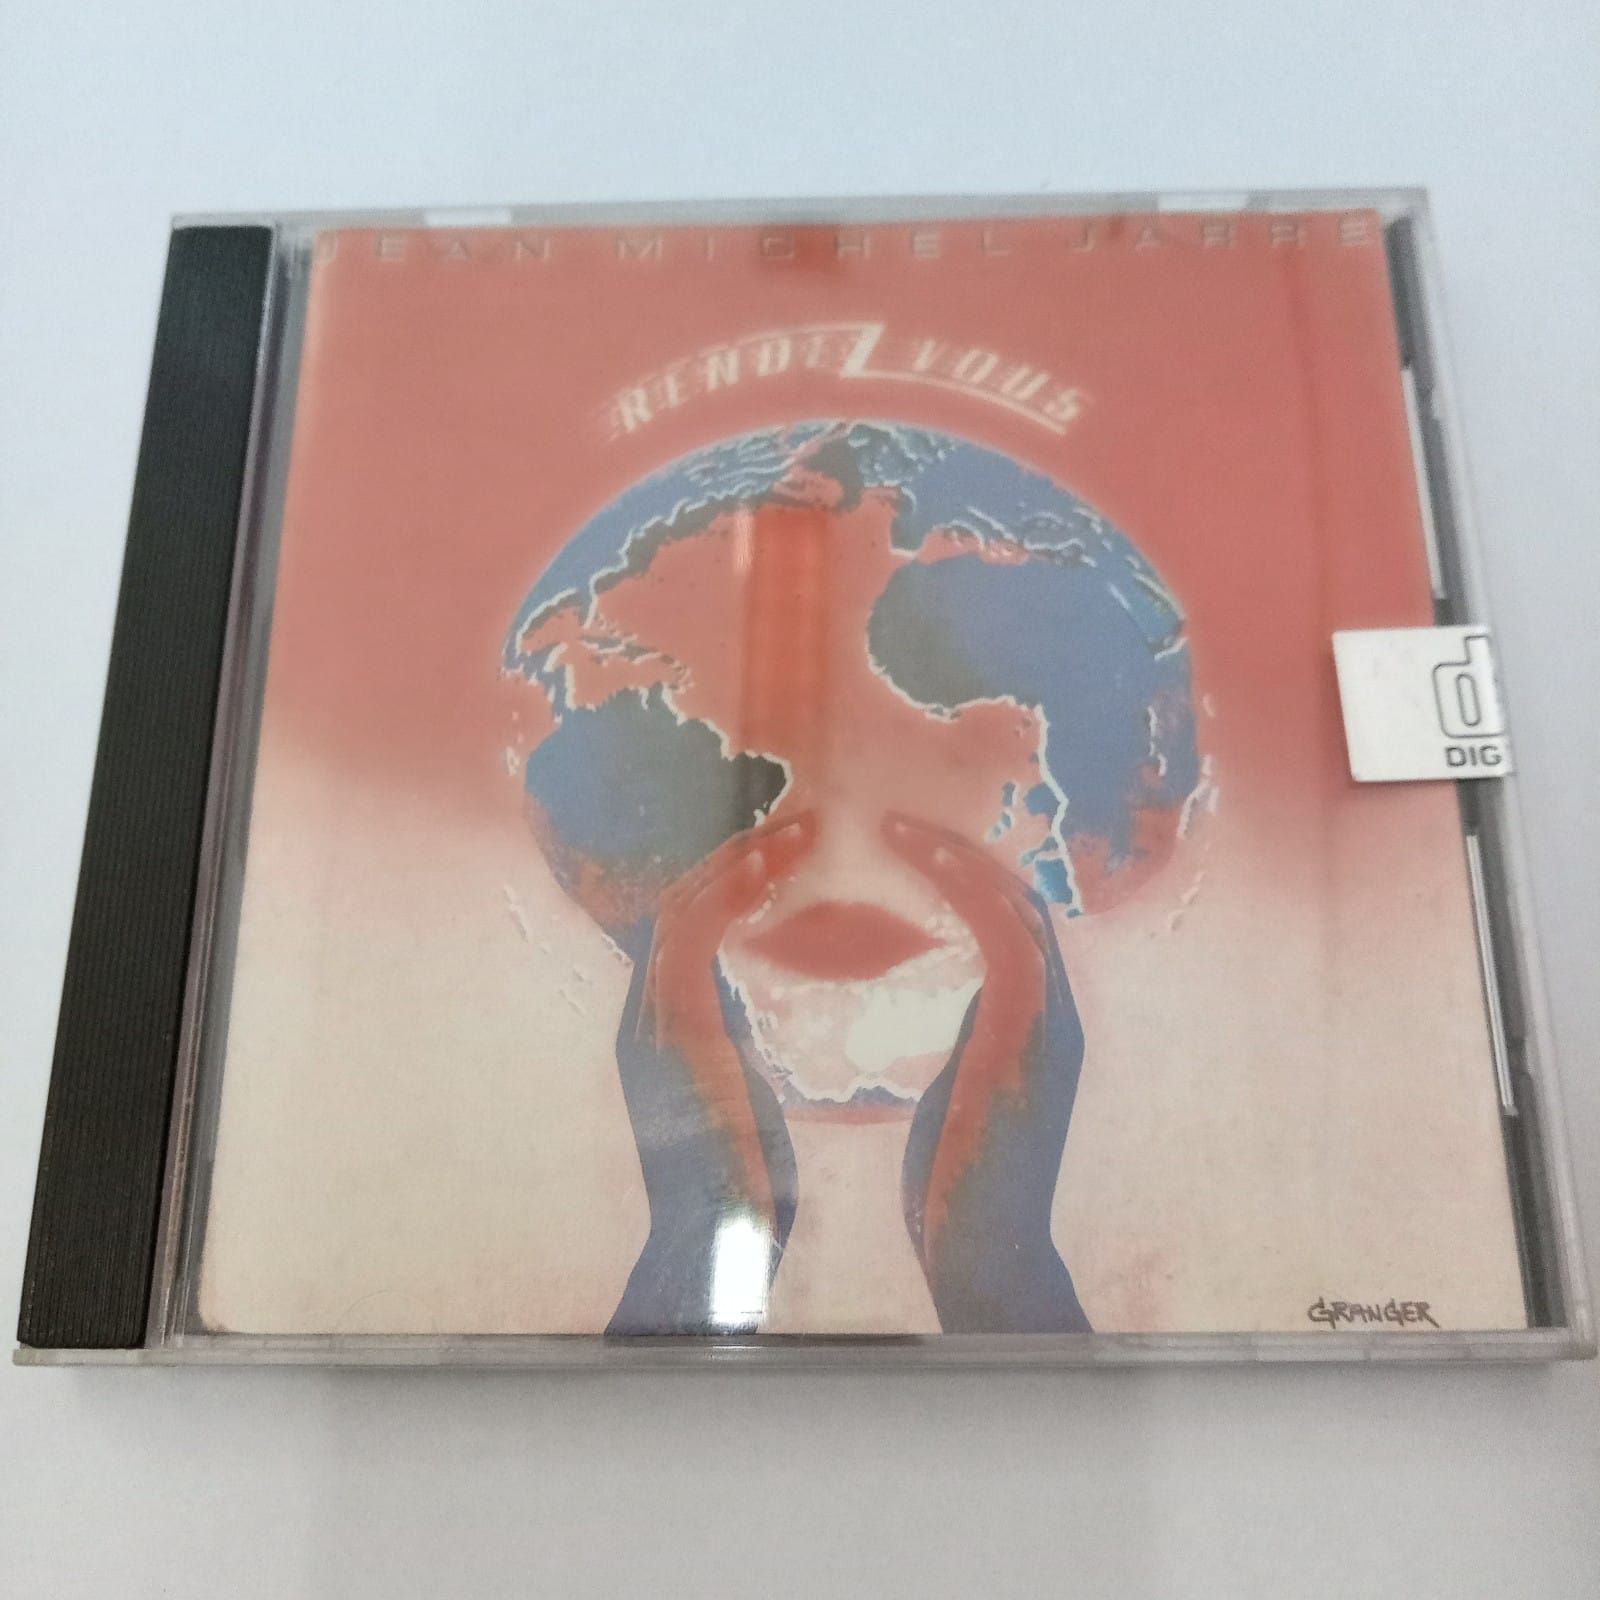 JEAN MICHEL JARRE
RENDEZ VOUS
d
DIG
GRANGER